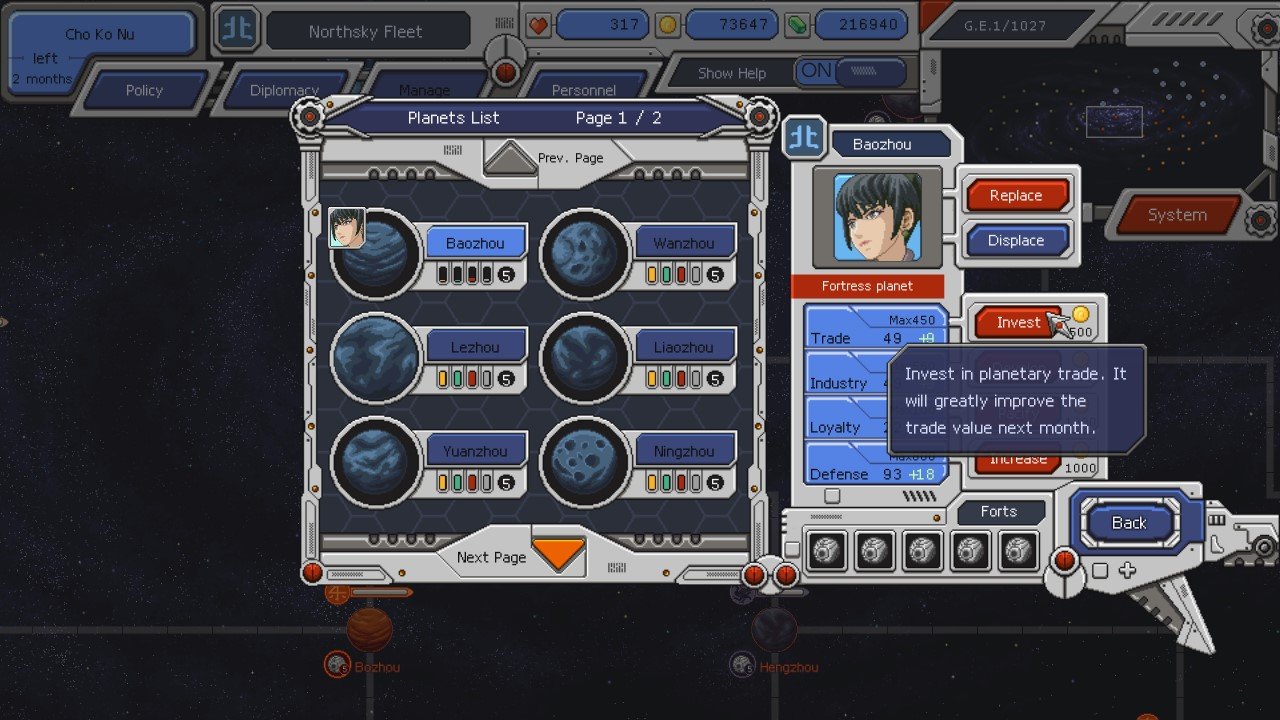 Cho Ko Nu
left
2 months
北
Northsky Fleet
317
73647
216940
G.E.1/1027
Policy
Diplomacy
Manage
Personnel
Show Help
ON
Planets List
Page 1 / 2
Prev. Page
Baozhou
5
Wanzhou
5
Lezhou
5
Liaozhou
5
Yuanzhou
5
Ningzhou
5
Next Page
北
Baozhou
Replace
Displace
System
Fortress planet
Max450
Trade 49 +9
Invest
500
Industry
Loyalty
Invest in planetary trade. It
will greatly improve the
trade value next month.
Defense 93 +18
Increase
1000
Forts
Back
Bozhou
Hengzhou